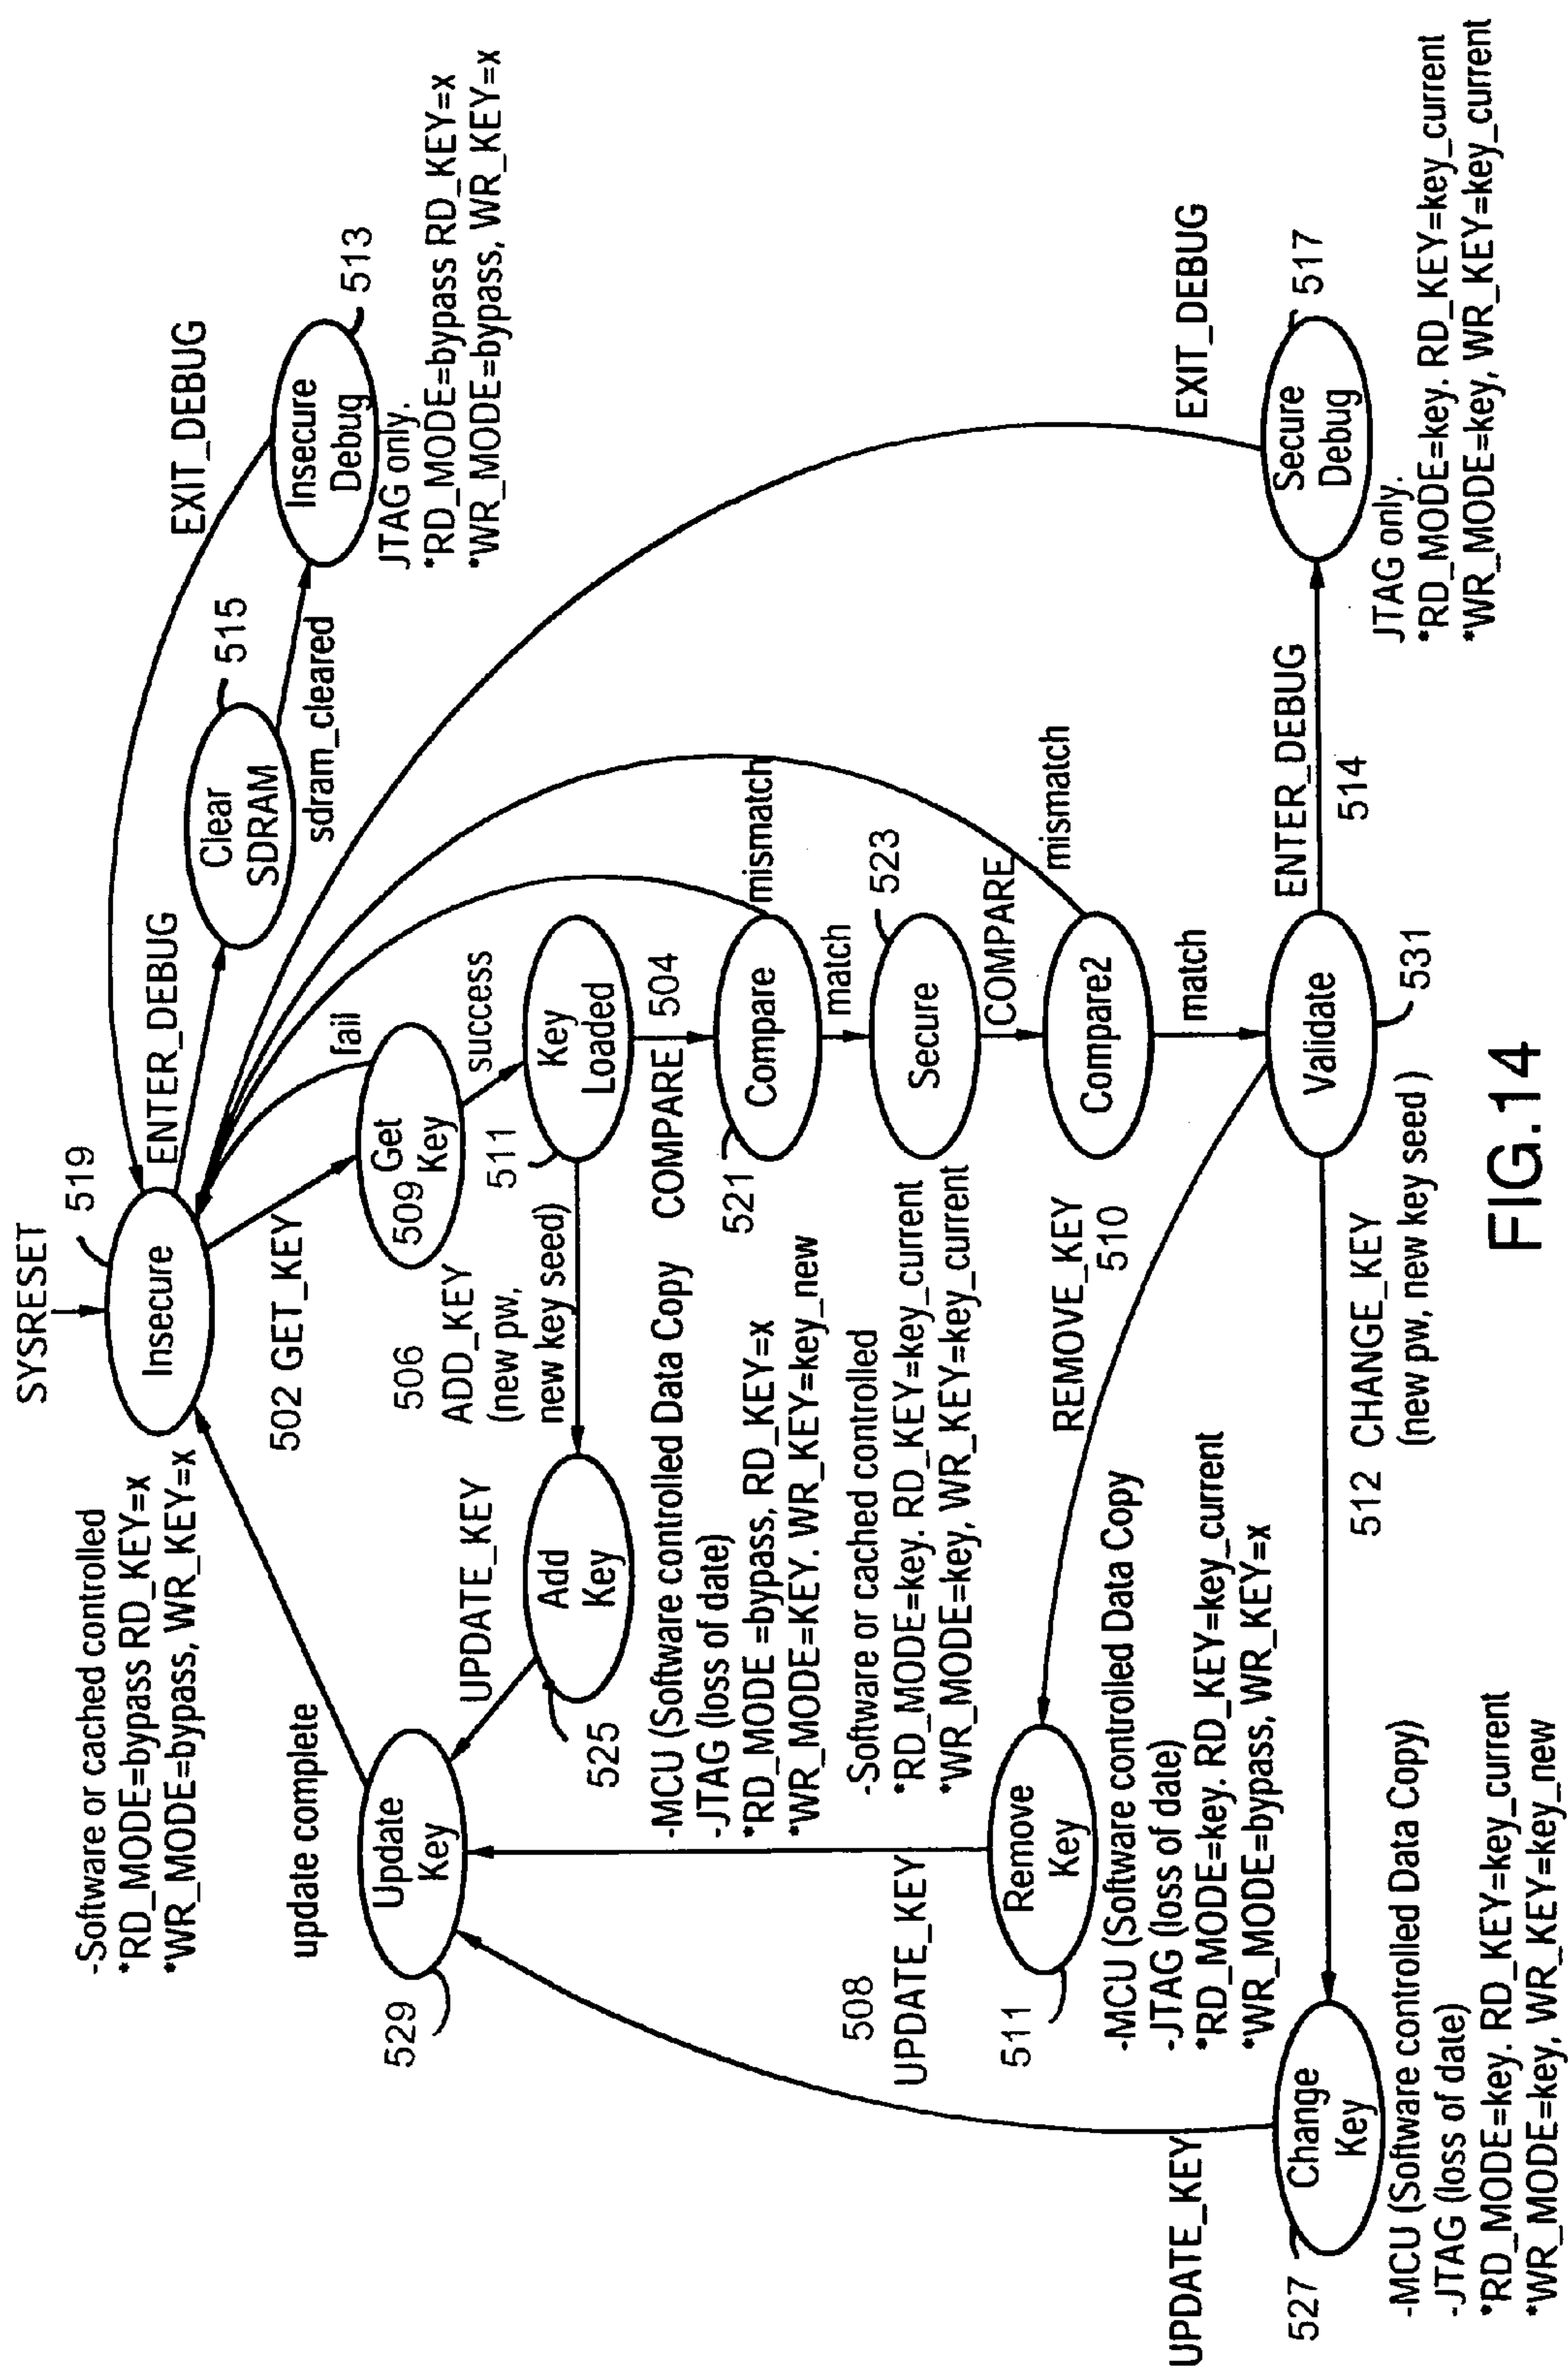 SYSRESET
519
Insecure
-Software or cached controlled
*RD_MODE=bypass RD_KEY=x
*WR_MODE=bypass, WR_KEY=x
ENTER_DEBUG
515
Clear
SDRAM
sdram_cleared
EXIT_DEBUG
513
Insecure
Debug
JTAG only.
*RD_MODE=bypass RD_KEY=x
*WR_MODE=bypass, WR_KEY=x
update complete
502 GET_KEY
fail
509 Get
Key
success
529
Update
Key
UPDATE_KEY
506
ADD_KEY
(new pw,
new key seed)
511
Key
Loaded
525
Add
Key
-MCU (Software controlled Data Copy
-JTAG (loss of date)
*RD_MODE =bypass, RD_KEY=x
*WR_MODE=KEY. WR_KEY=key_new
COMPARE
504
521
Compare
mismatch
match
523
Secure
-Software or cached controlled
*RD_MODE=key. RD_KEY=key_current
*WR_MODE=key, WR_KEY=key_current
COMPARE
Compare2
mismatch
match
508
UPDATE_KEY
511
Remove
Key
-MCU (Software controlled Data Copy
-JTAG (loss of date)
*RD_MODE=key. RD_KEY=key_current
*WR_MODE=bypass, WR_KEY=x
REMOVE_KEY
510
Validate
531
ENTER_DEBUG
514
EXIT_DEBUG
517
Secure
Debug
JTAG only.
*RD_MODE=key. RD_KEY=key_current
*WR_MODE=key, WR_KEY=key_current
512 CHANGE_KEY
(new pw, new key seed )
UPDATE_KEY
527
Change
Key
-MCU (Software controlled Data Copy)
-JTAG (loss of date)
*RD_MODE=key. RD_KEY=key_current
*WR_MODE=key, WR_KEY=key_new
FIG.14